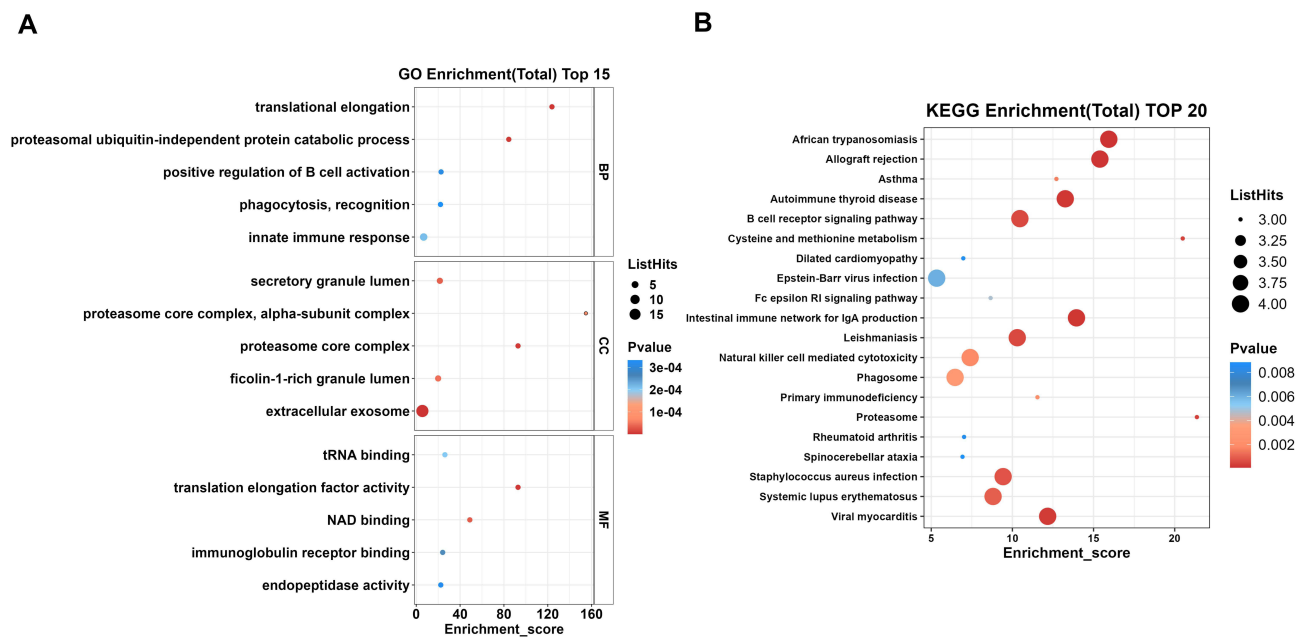 A
GO Enrichment(Total) Top 15
translational elongation
proteasomal ubiquitin-independent protein catabolic process
positive regulation of B cell activation
phagocytosis, recognition
innate immune response
BP
secretory granule lumen
proteasome core complex, alpha-subunit complex
proteasome core complex
ficolin-1-rich granule lumen
extracellular exosome
CC
tRNA binding
translation elongation factor activity
NAD binding
immunoglobulin receptor binding
endopeptidase activity
MF
0 40 80 120 160
Enrichment_score
ListHits
5
10
15
Pvalue
3e-04
2e-04
1e-04
B
KEGG Enrichment(Total) TOP 20
African trypanosomiasis
Allograft rejection
Asthma
Autoimmune thyroid disease
B cell receptor signaling pathway
Cysteine and methionine metabolism
Dilated cardiomyopathy
Epstein-Barr virus infection
Fc epsilon RI signaling pathway
Intestinal immune network for IgA production
Leishmaniasis
Natural killer cell mediated cytotoxicity
Phagosome
Primary immunodeficiency
Proteasome
Rheumatoid arthritis
Spinocerebellar ataxia
Staphylococcus aureus infection
Systemic lupus erythematosus
Viral myocarditis
5 10 15 20
Enrichment_score
ListHits
3.00
3.25
3.50
3.75
4.00
Pvalue
0.008
0.006
0.004
0.002